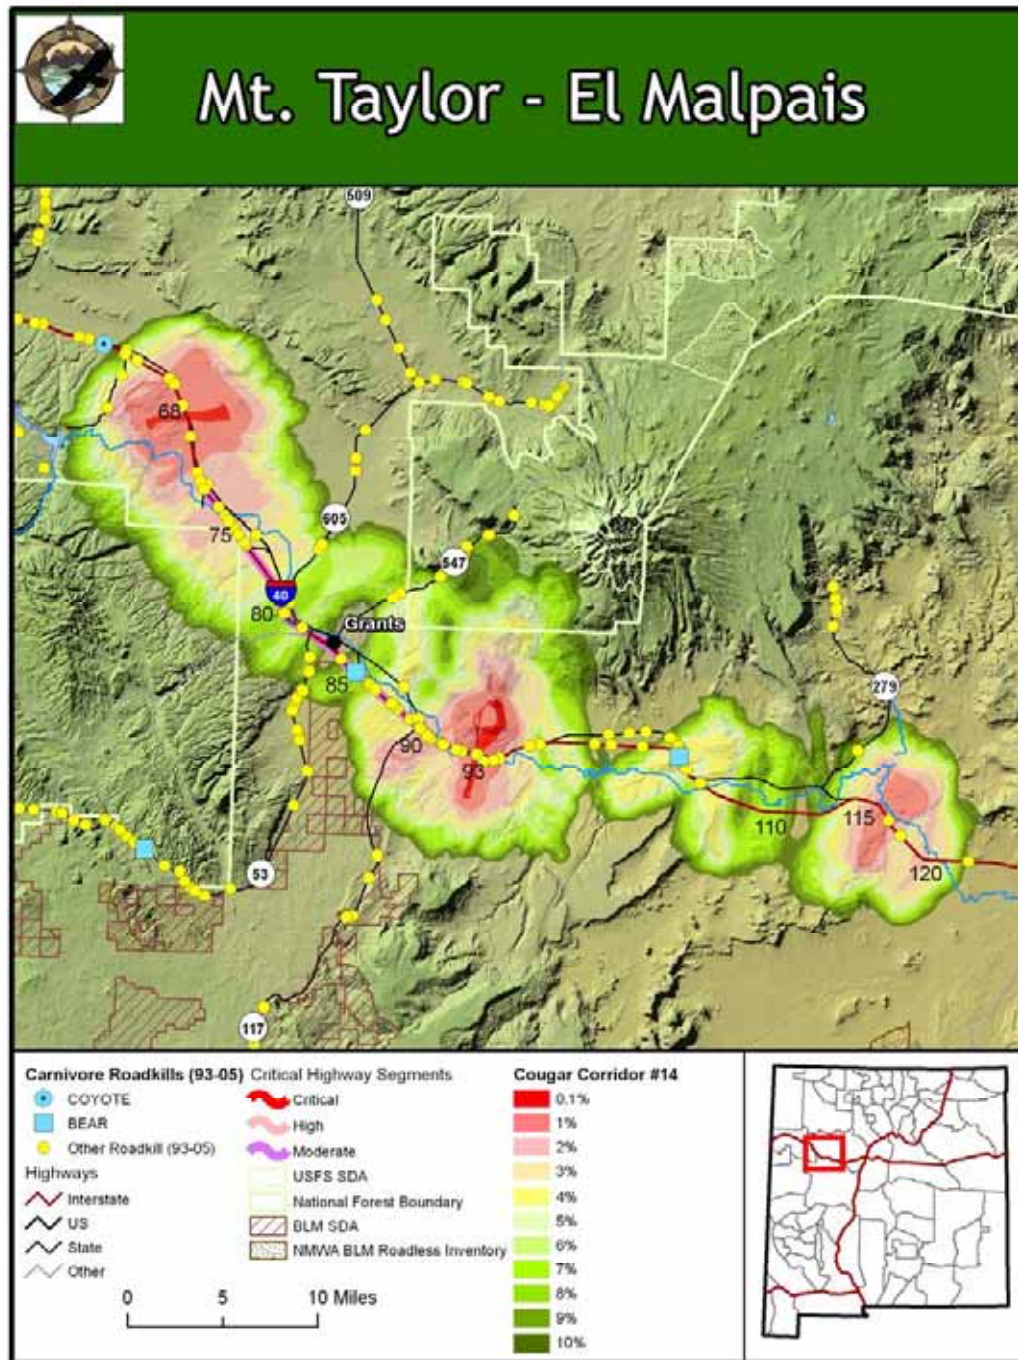 Mt. Taylor - El Malpais
509
68
605
75
547
40
80
Grants
85
279
90
93
110
115
120
53
117
Carnivore Roadkills (93-05)
COYOTE
BEAR
Other Roadkill (93-05)
Highways
Interstate
US
State
Other
Critical Highway Segments
Critical
High
Moderate
USFS SDA
National Forest Boundary
BLM SDA
NMWA BLM Roadless Inventory
Cougar Corridor #14
0.1%
1%
2%
3%
4%
5%
6%
7%
8%
9%
10%
0 5 10 Miles